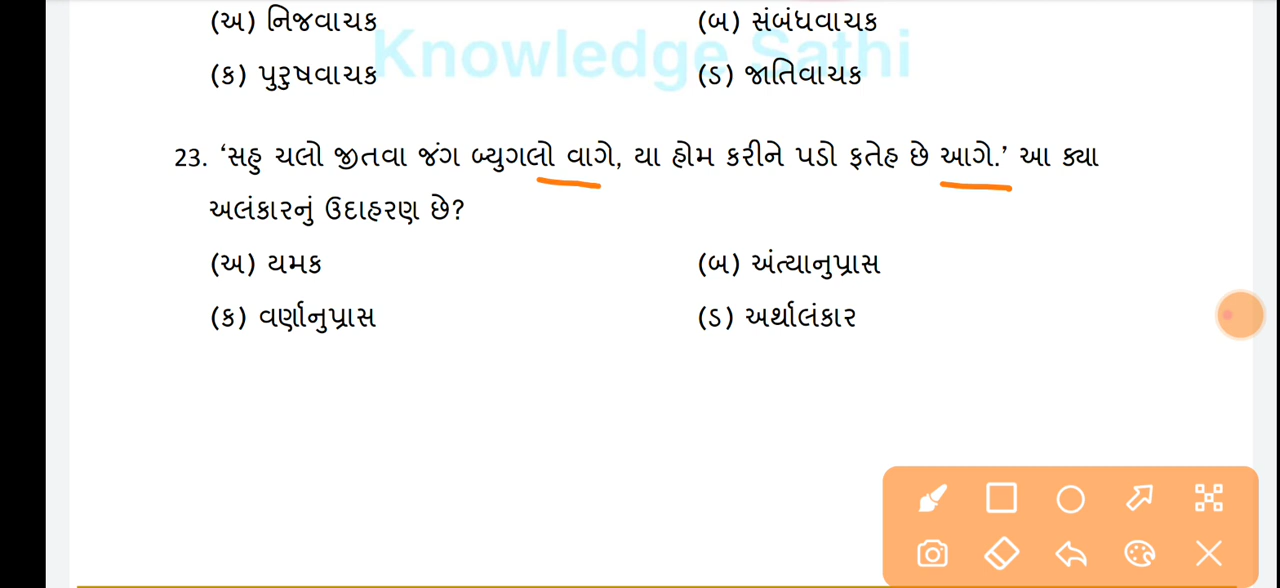 (અ) નિજવાચક (બ) સંબંધવાચક
Knowledge Sathi
(ક) પુરુષવાચક (ડ) જાતિવાચક
23. ‘સહુ ચલો જીતવા જંગ બ્યુગલો વાગે, યા હોમ કરીને પડો ફતેહ છે આગે.’ આ ક્યા
અલંકારનું ઉદાહરણ છે?
(અ) યમક (બ) અંત્યાનુપ્રાસ
(ક) વર્ણાનુપ્રાસ (ડ) અર્થાલંકાર